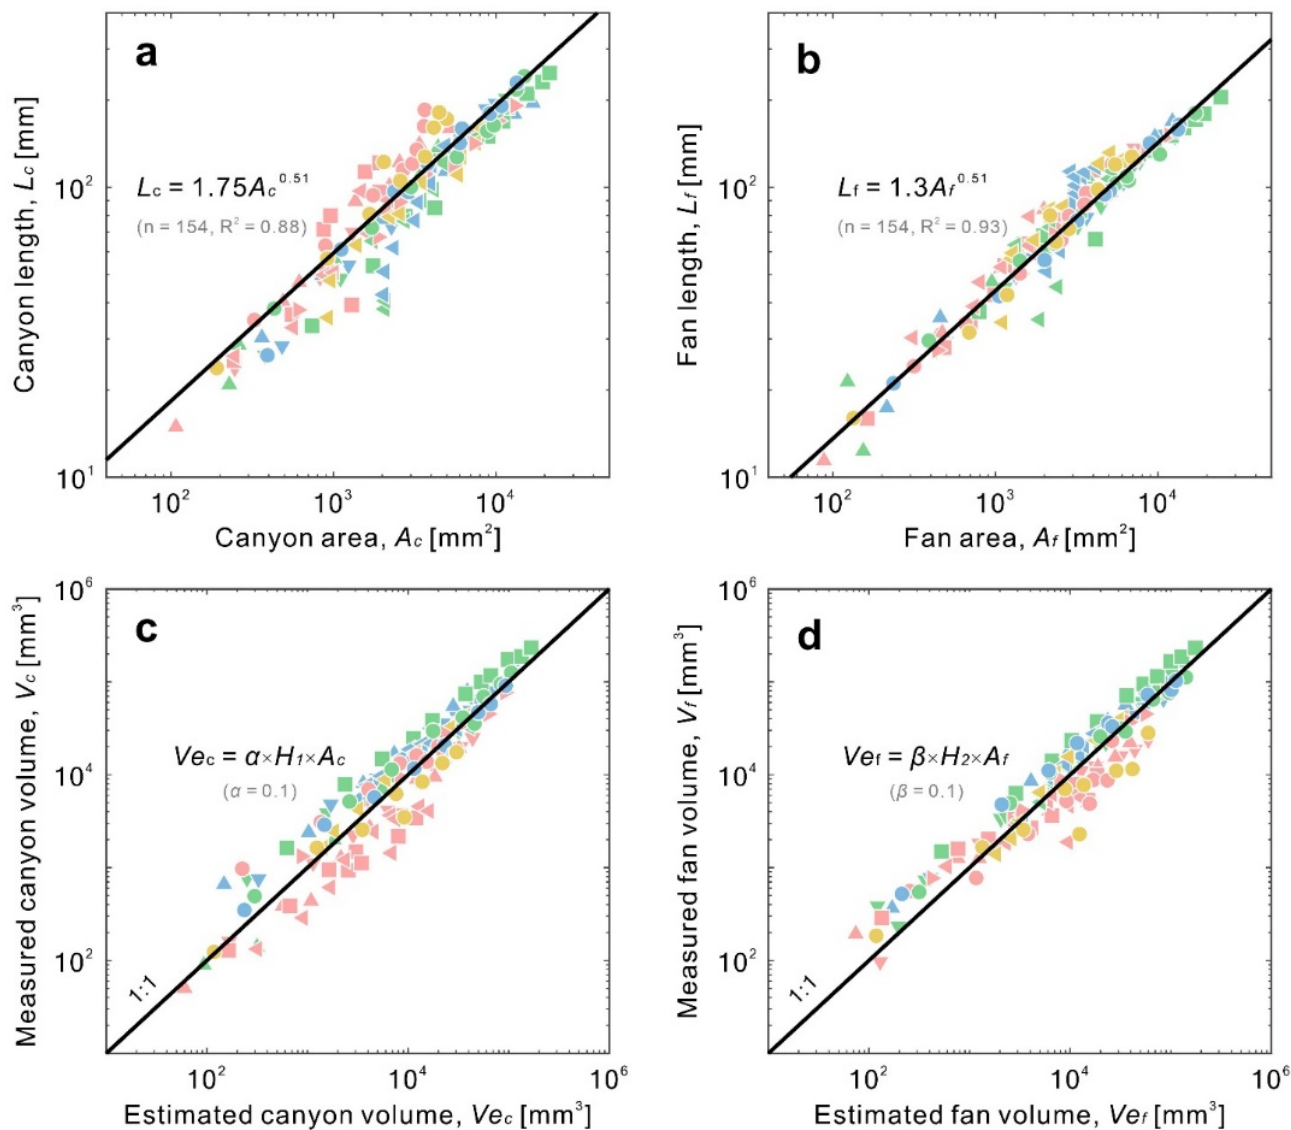 a
Canyon length, Lc [mm]
10²
10¹
Lc = 1.75Ac^0.51
(n = 154, R² = 0.88)
10² 10³ 10⁴
Canyon area, Ac [mm²]
b
Fan length, Lf [mm]
10²
10¹
Lf = 1.3Af^0.51
(n = 154, R² = 0.93)
10² 10³ 10⁴
Fan area, Af [mm²]
c
Measured canyon volume, Vc [mm³]
10⁶
10⁴
10²
Vec = α×H₁×Ac
(α = 0.1)
1:1
10² 10⁴ 10⁶
Estimated canyon volume, Vec [mm³]
d
Measured fan volume, Vf [mm³]
10⁶
10⁴
10²
Vef = β×H₂×Af
(β = 0.1)
1:1
10² 10⁴ 10⁶
Estimated fan volume, Vef [mm³]